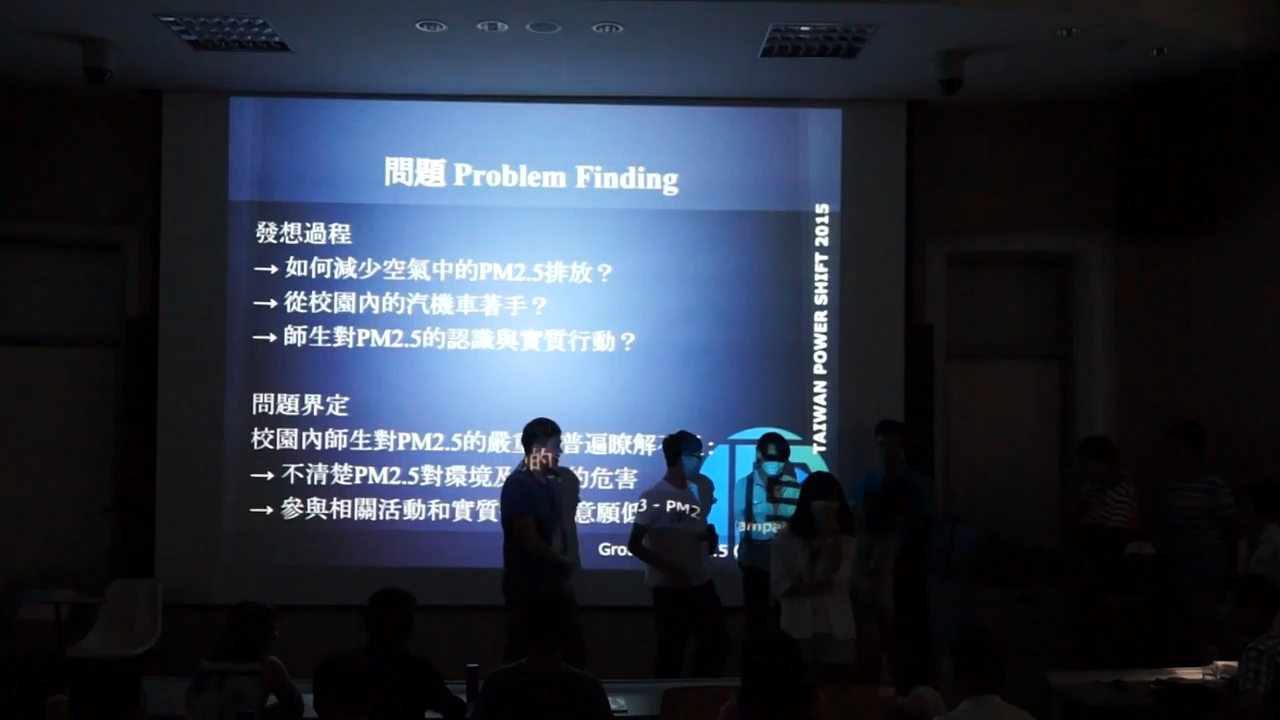 問題 Problem Finding
發想過程
→ 如何減少空氣中的PM2.5排放？
→ 從校園內的汽機車著手？
→ 師生對PM2.5的認識與實質行動？
問題界定
校園內師生對PM2.5的嚴 普遍瞭解
→ 不清楚PM2.5對環境及 的危害
→ 參與相關活動和實質 意願低
TAIWAN POWER SHIFT 2015